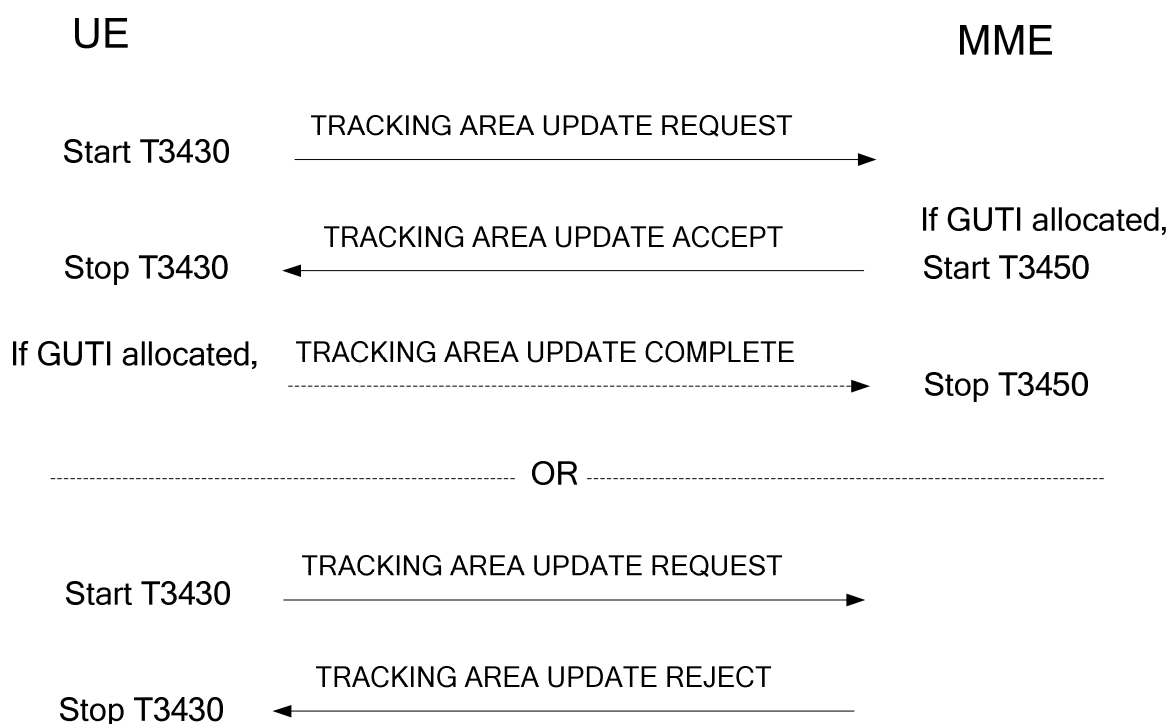 UE
MME
TRACKING AREA UPDATE REQUEST
Start T3430
If GUTI allocated,
TRACKING AREA UPDATE ACCEPT
Stop T3430
Start T3450
If GUTI allocated,
TRACKING AREA UPDATE COMPLETE
Stop T3450
OR
TRACKING AREA UPDATE REQUEST
Start T3430
TRACKING AREA UPDATE REJECT
Stop T3430